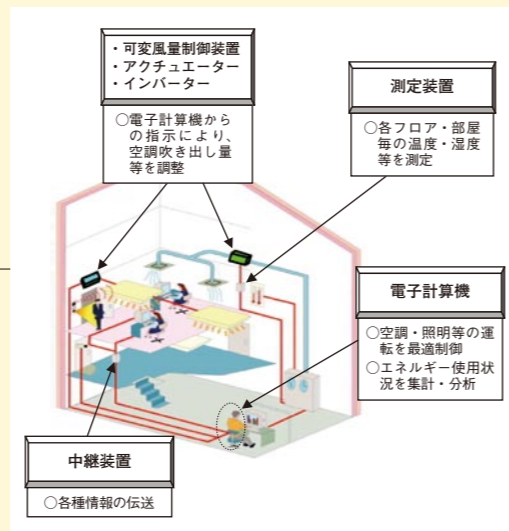 ・可変風量制御装置
・アクチュエーター
・インバーター
○電子計算機から
の指示により、
空調吹き出し量
等を調整
測定装置
○各フロア・部屋
毎の温度・湿度
等を測定
電子計算機
○空調・照明等の運
転を最適制御
○エネルギー使用状
況を集計・分析
中継装置
○各種情報の伝送